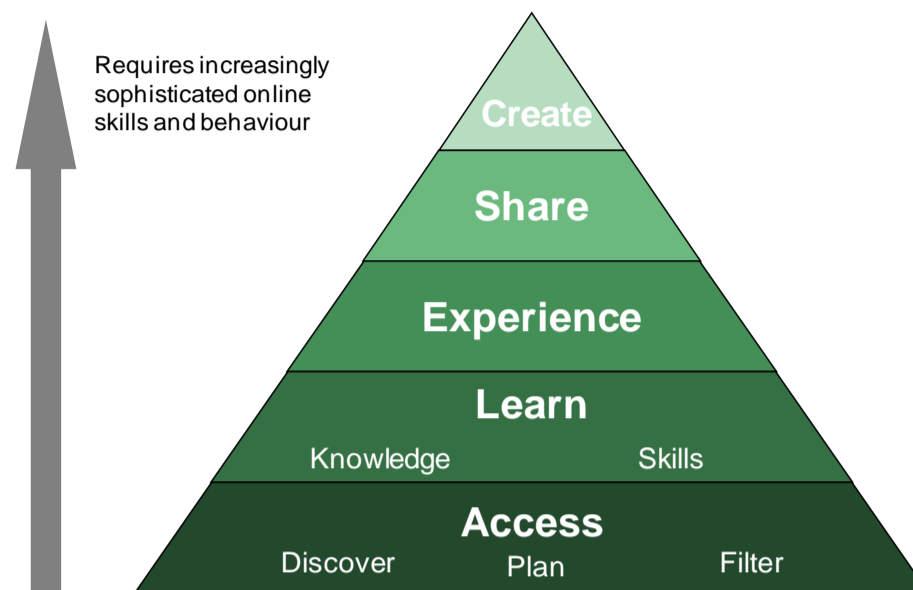 Requires increasingly
sophisticated online
skills and behaviour
Create
Share
Experience
Learn
Knowledge Skills
Access
Discover Plan Filter